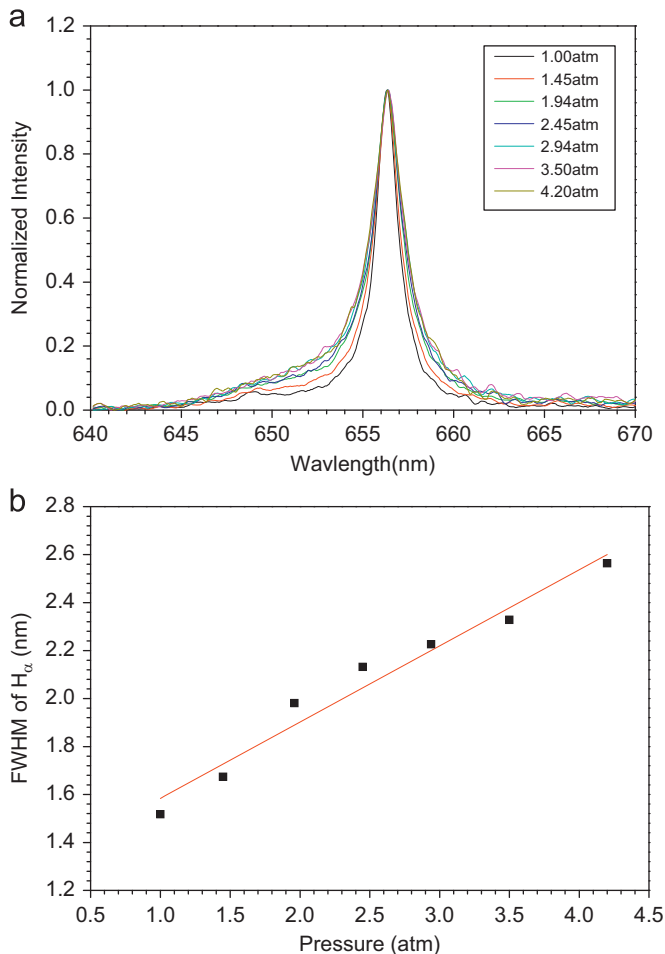 a
1.2
1.0
0.8
0.6
0.4
0.2
0.0
Normalized Intensity
1.00atm
1.45atm
1.94atm
2.45atm
2.94atm
3.50atm
4.20atm
640 645 650 655 660 665 670
Wavlength(nm)
b
2.8
2.6
2.4
2.2
2.0
1.8
1.6
1.4
1.2
FWHM of Hα (nm)
0.5 1.0 1.5 2.0 2.5 3.0 3.5 4.0 4.5
Pressure (atm)